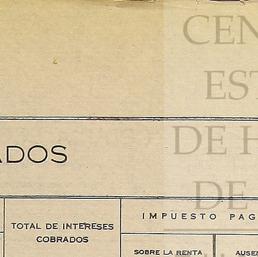 CEN
EST
ADOS
DE H
DE
IMPUESTO PAG
TOTAL DE INTERESES
COBRADOS
SOBRE LA RENTA
AUSEN